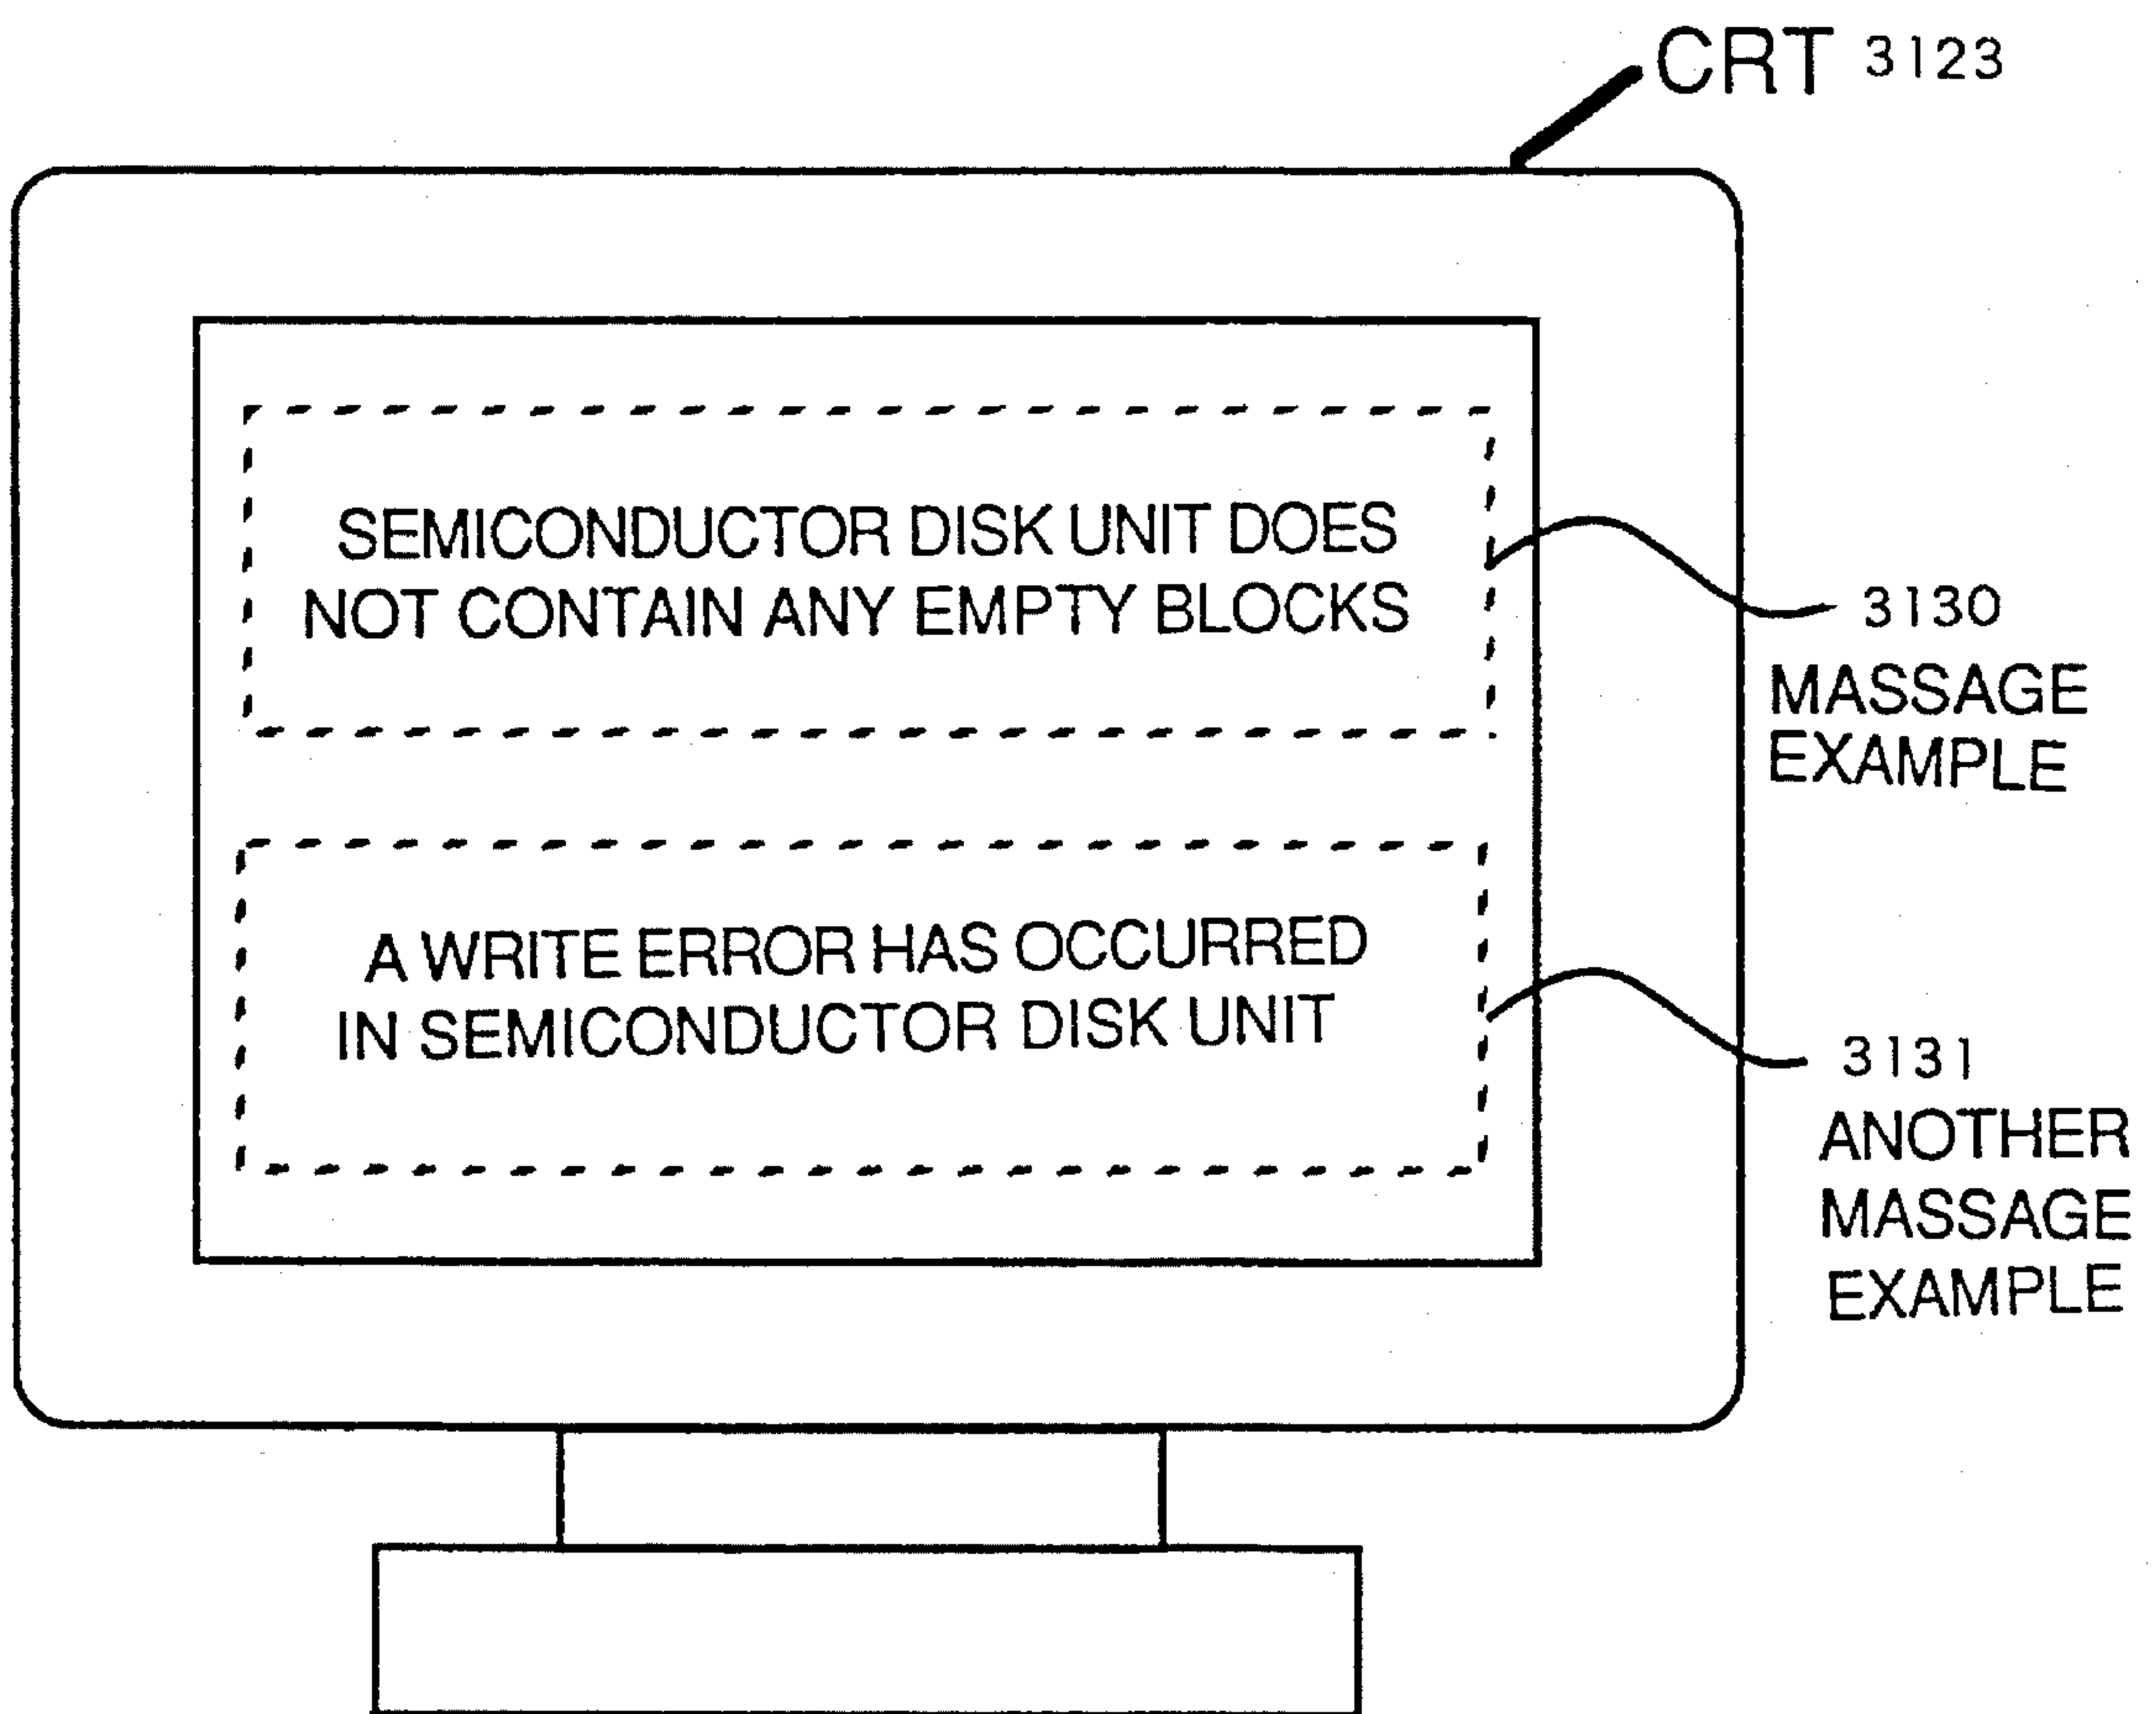 CRT 3123
SEMICONDUCTOR DISK UNIT DOES
NOT CONTAIN ANY EMPTY BLOCKS
3130
MASSAGE
EXAMPLE
A WRITE ERROR HAS OCCURRED
IN SEMICONDUCTOR DISK UNIT
3131
ANOTHER
MASSAGE
EXAMPLE